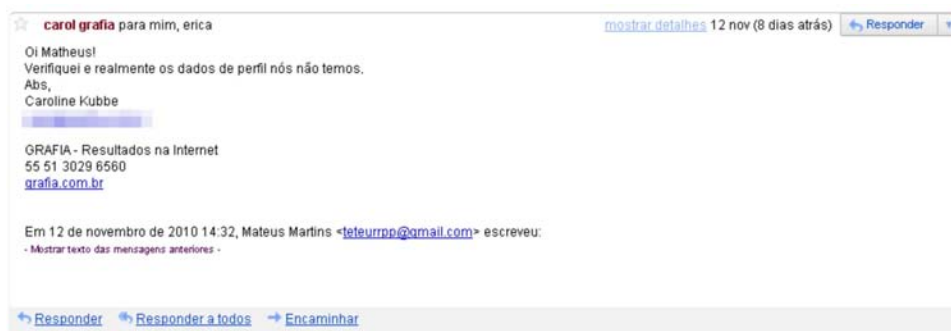 carol grafia para mim, erica mostrar detalhes 12 nov (8 dias atrás) Responder
Oi Matheus!
Verifiquei e realmente os dados de perfil nós não temos.
Abs,
Caroline Kubbe
GRAFIA - Resultados na Internet
55 51 3029 6560
grafia.com.br
Em 12 de novembro de 2010 14:32, Mateus Martins <teteurrpp@gmail.com> escreveu:
- Mostrar texto das mensagens anteriores -
Responder Responder a todos Encaminhar